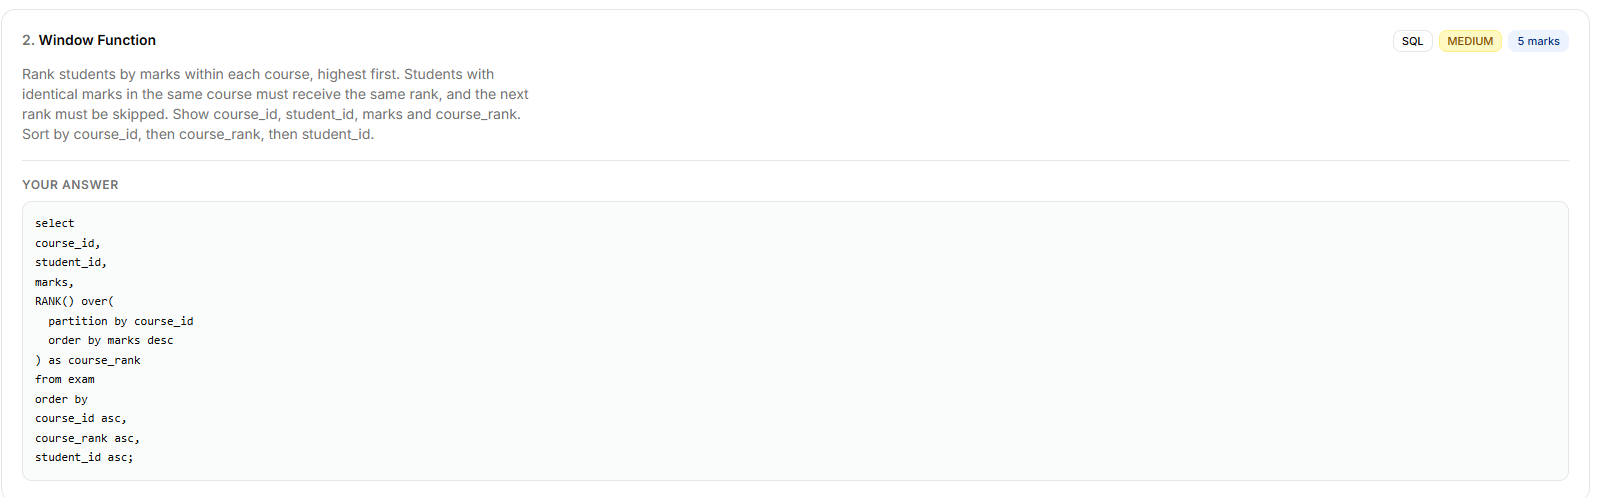 2. Window Function
SQL MEDIUM 5 marks
Rank students by marks within each course, highest first. Students with
identical marks in the same course must receive the same rank, and the next
rank must be skipped. Show course_id, student_id, marks and course_rank.
Sort by course_id, then course_rank, then student_id.
YOUR ANSWER
select
course_id,
student_id,
marks,
RANK() over(
  partition by course_id
  order by marks desc
) as course_rank
from exam
order by
course_id asc,
course_rank asc,
student_id asc;